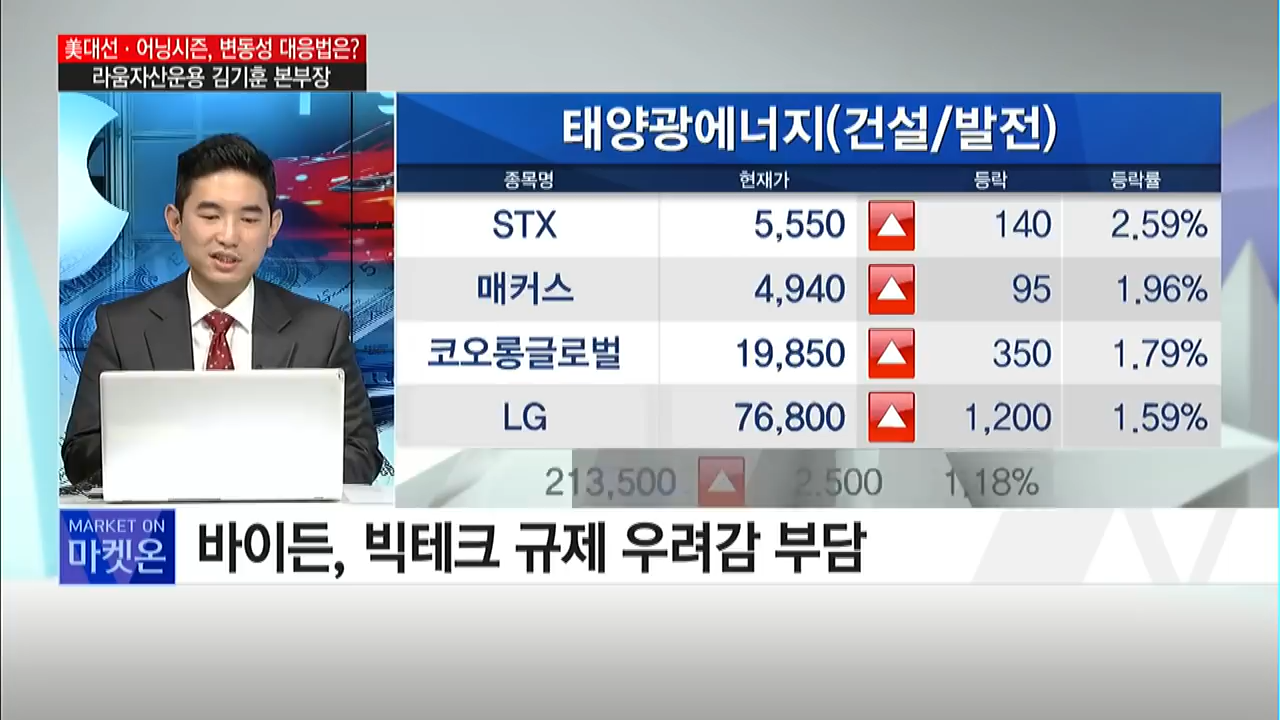 美대선·어닝시즌, 변동성 대응법은?
라움자산운용 김기훈 본부장
태양광에너지(건설/발전)
종목명 현재가 등락 등락률
STX 5,550 ▲ 140 2.59%
매커스 4,940 ▲ 95 1.96%
코오롱글로벌 19,850 ▲ 350 1.79%
LG 76,800 ▲ 1,200 1.59%
213,500 ▲ 2,500 1,18%
MARKET ON
마켓온
바이든, 빅테크 규제 우려감 부담